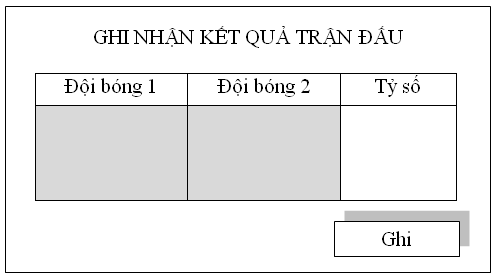 GHI NHẬN KẾT QUẢ TRẬN ĐẤU
Đội bóng 1 Đội bóng 2 Tỷ số
Ghi